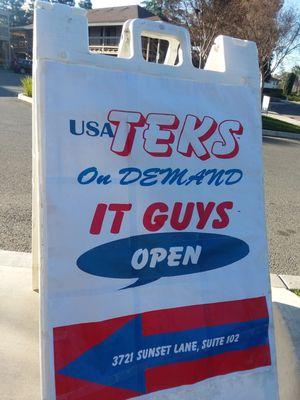 USA TEKS
On DEMAND
IT GUYS
OPEN
3721 SUNSET LANE, SUITE 102